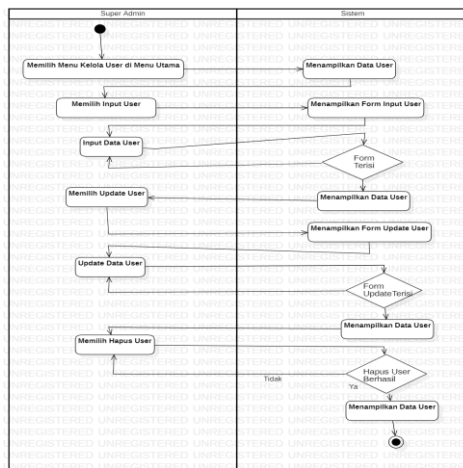 Super Admin
Sistem
Memilih Menu Kelola User di Menu Utama
Menampilkan Data User
Memilih Input User
Menampilkan Form Input User
Input Data User
Form
Terisi
Memilih Update User
Menampilkan Data User
Menampilkan Form Update User
Update Data User
Form
UpdateTerisi
Menampilkan Data User
Memilih Hapus User
Hapus User
Berhasil
Tidak
Ya
Menampilkan Data User
UNREGISTERED